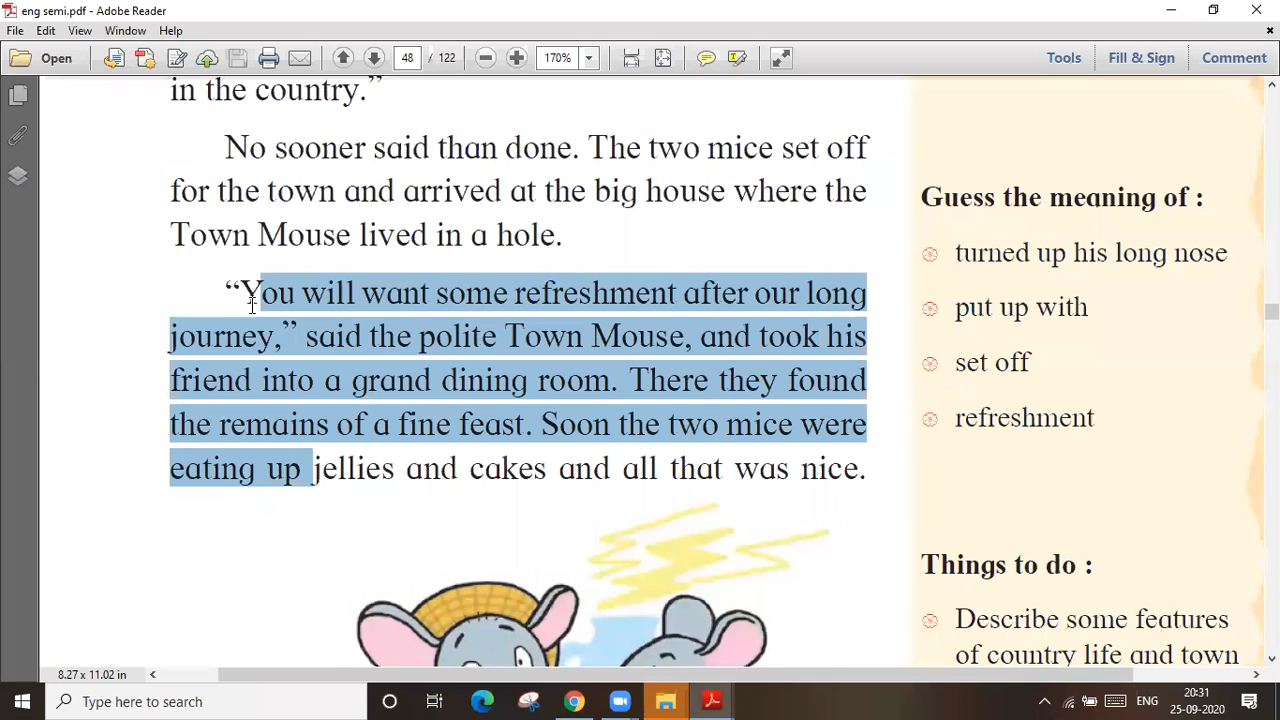 eng semi.pdf - Adobe Reader
File Edit View Window Help
Open 48 / 122 170% Tools Fill & Sign Comment
in the country.”
No sooner said than done. The two mice set off
for the town and arrived at the big house where the
Town Mouse lived in a hole.
“You will want some refreshment after our long
journey,” said the polite Town Mouse, and took his
friend into a grand dining room. There they found
the remains of a fine feast. Soon the two mice were
eating up jellies and cakes and all that was nice.
Guess the meaning of :
turned up his long nose
put up with
set off
refreshment
Things to do :
Describe some features
of country life and town
8.27 x 11.02 in
Type here to search
ENG
20:31
25-09-2020